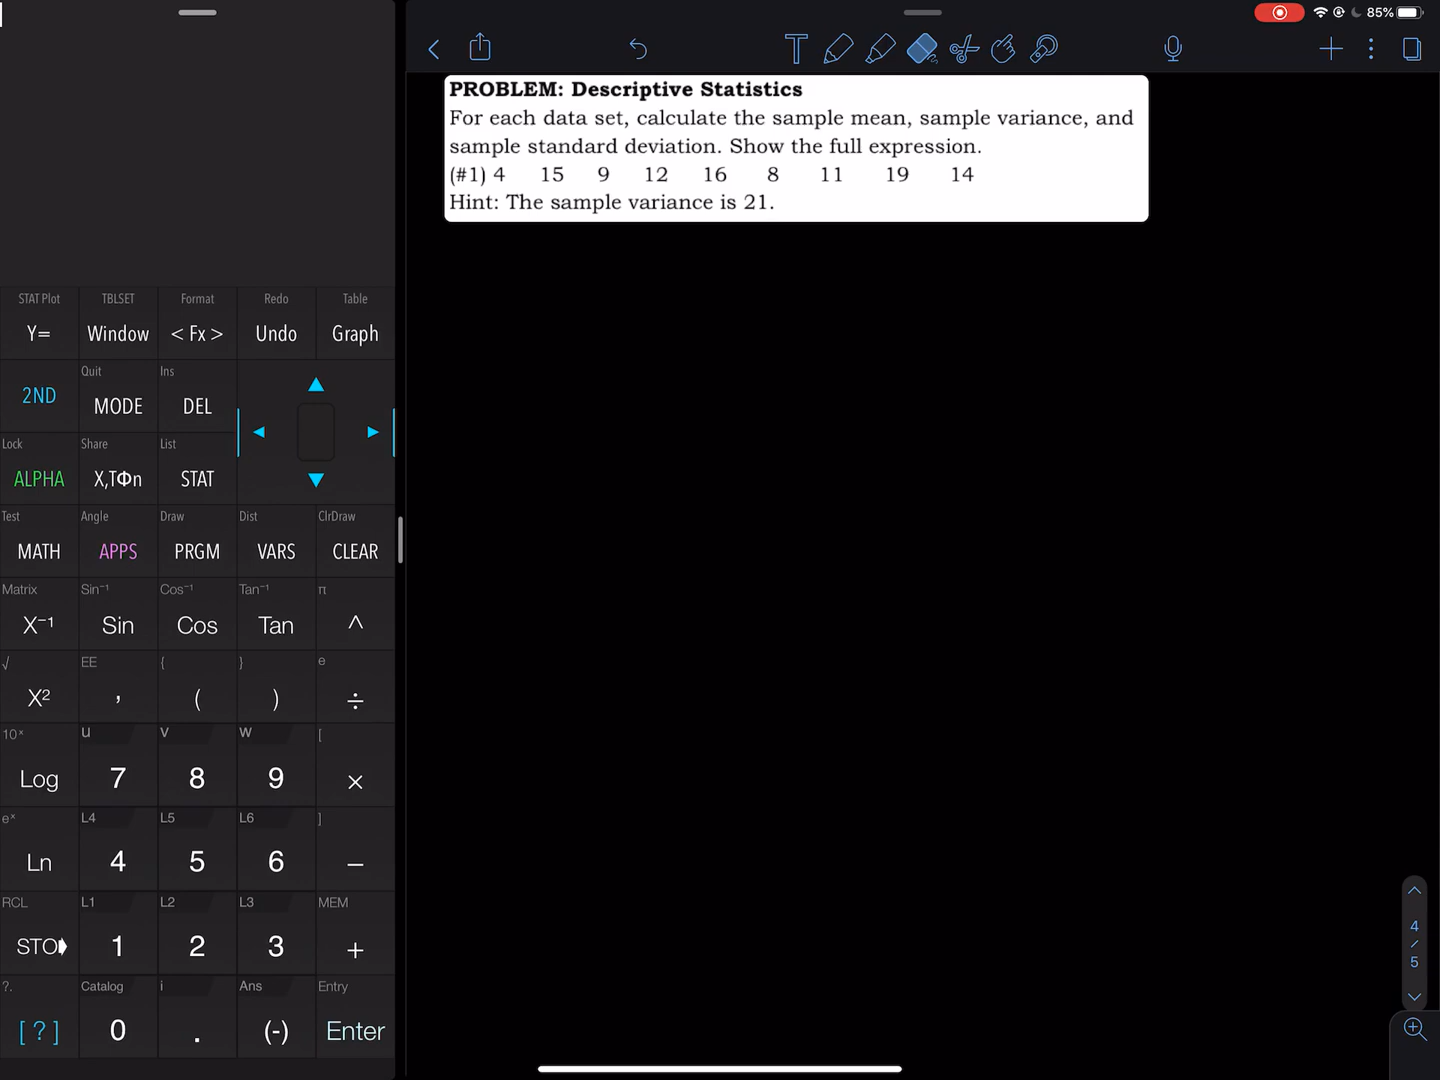 85%
PROBLEM: Descriptive Statistics
For each data set, calculate the sample mean, sample variance, and
sample standard deviation. Show the full expression.
(#1) 4 15 9 12 16 8 11 19 14
Hint: The sample variance is 21.
STAT Plot TBLSET Format Redo Table
Y= Window < Fx > Undo Graph
Quit Ins
2ND MODE DEL
Lock Share List
ALPHA X,TΦn STAT
Test Angle Draw Dist ClrDraw
MATH APPS PRGM VARS CLEAR
Matrix Sin⁻¹ Cos⁻¹ Tan⁻¹ π
X⁻¹ Sin Cos Tan ^
√ EE { } e
X² , ( ) ÷
10ˣ u V W [
Log 7 8 9 ×
eˣ L4 L5 L6 ]
Ln 4 5 6 −
RCL L1 L2 L3 MEM
STO 1 2 3 +
?. Catalog i Ans Entry
[ ? ] 0 . (-) Enter
4
/
5